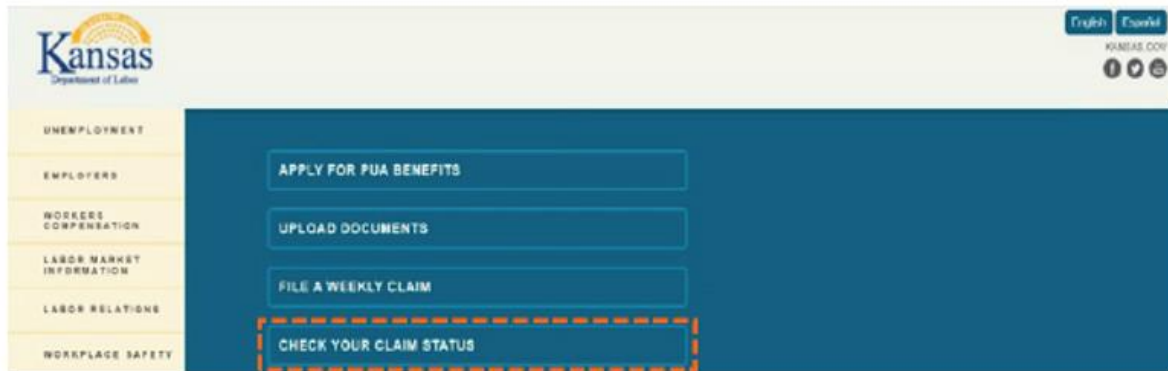 Kansas
Department of Labor
English Español
KANSAS.GOV
UNEMPLOYMENT
EMPLOYERS
WORKERS
COMPENSATION
LABOR MARKET
INFORMATION
LABOR RELATIONS
WORKPLACE SAFETY
APPLY FOR PUA BENEFITS
UPLOAD DOCUMENTS
FILE A WEEKLY CLAIM
CHECK YOUR CLAIM STATUS